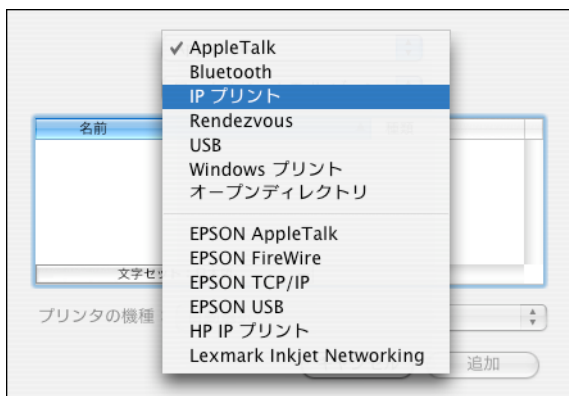 ✓ AppleTalk
Bluetooth
IP プリント
Rendezvous
USB
Windows プリント
オープンディレクトリ
EPSON AppleTalk
EPSON FireWire
EPSON TCP/IP
EPSON USB
HP IP プリント
Lexmark Inkjet Networking
名前
文字セッ
プリンタの機種
追加